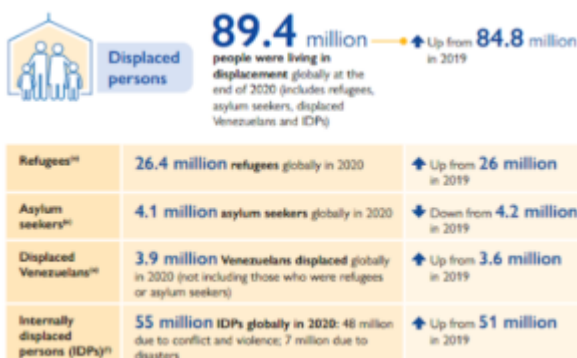 Displaced
persons
89.4 million
people were living in
displacement globally at the
end of 2020 (includes refugees,
asylum seekers, displaced
Venezuelans and IDPs)
Up from 84.8 million
in 2019
Refugees
26.4 million refugees globally in 2020
Up from 26 million
in 2019
Asylum
seekers
4.1 million asylum seekers globally in 2020
Down from 4.2 million
in 2019
Displaced
Venezuelans
3.9 million Venezuelans displaced globally
in 2020 (not including those who were refugees
or asylum seekers)
Up from 3.6 million
in 2019
Internally
displaced
persons (IDPs)
55 million IDPs globally in 2020: 48 million
due to conflict and violence; 7 million due to
disasters
Up from 51 million
in 2019